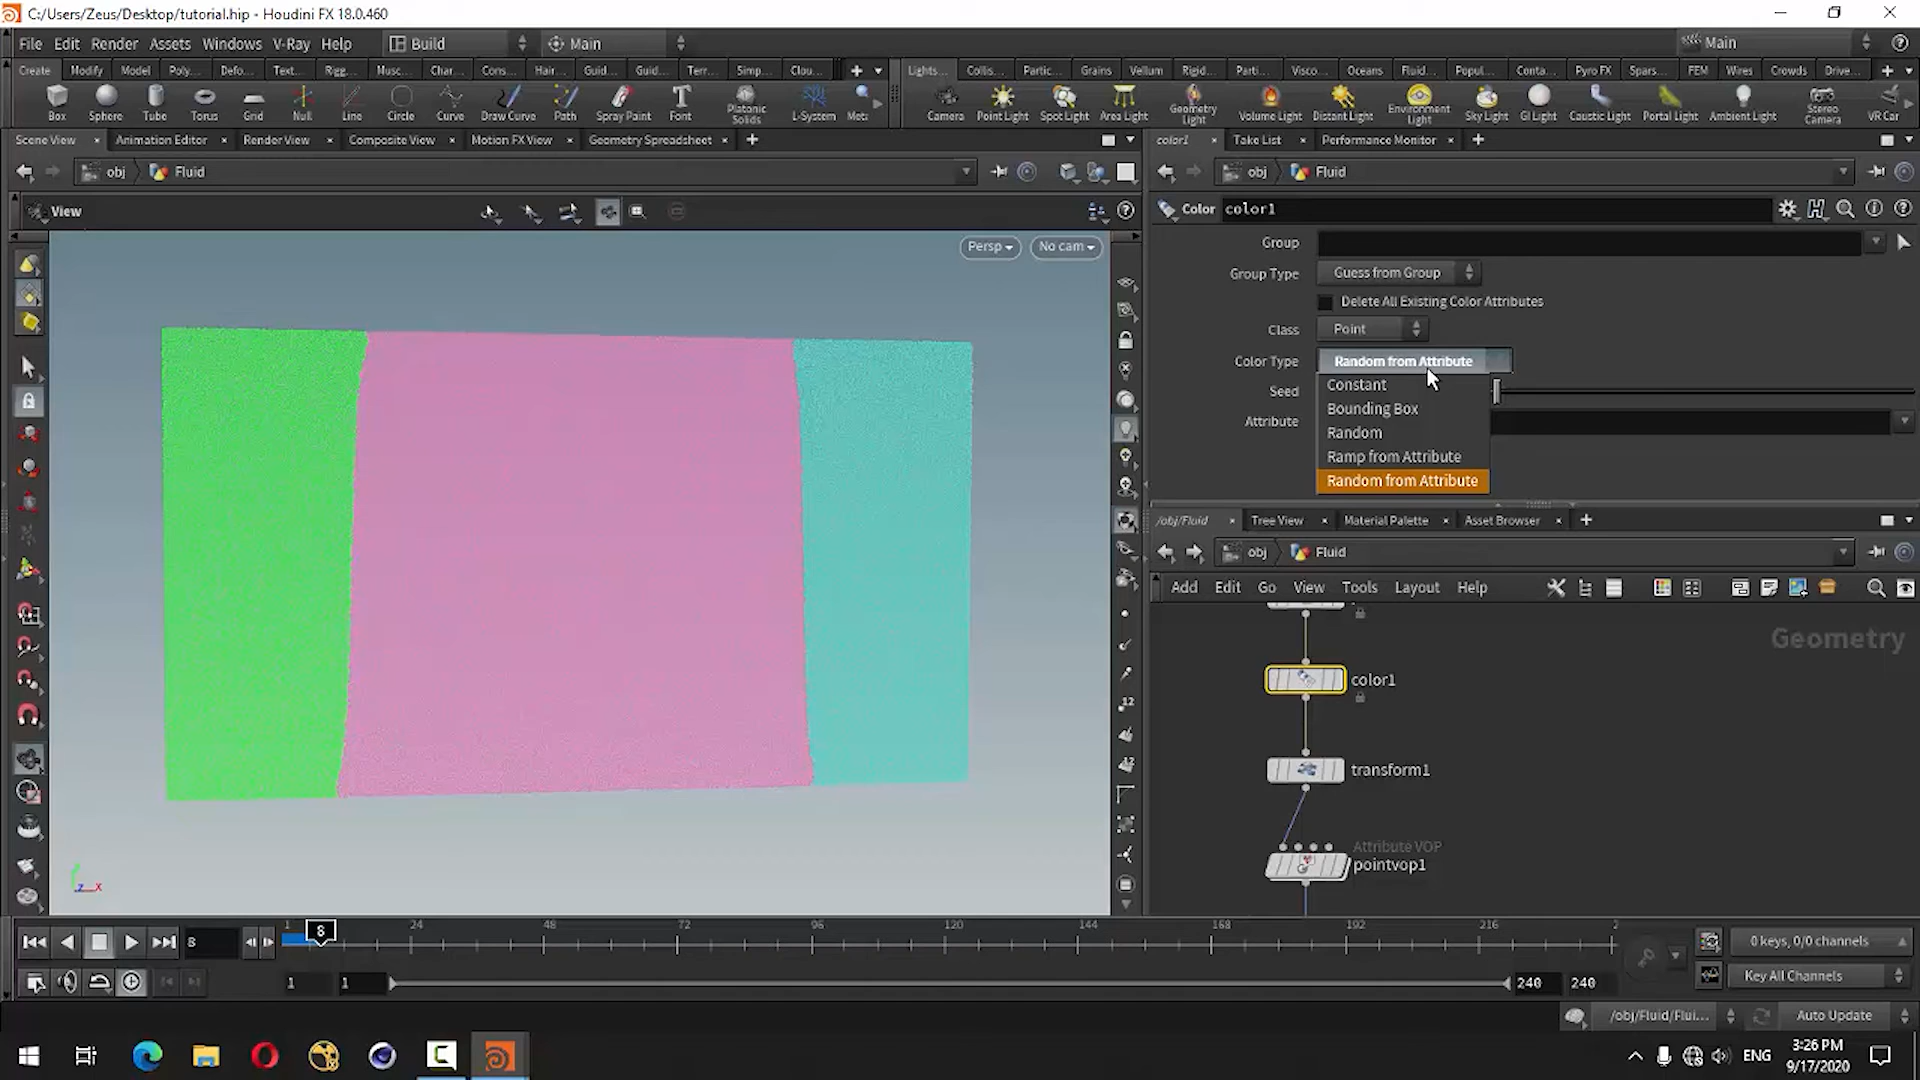 C:/Users/Zeus/Desktop/tutorial.hip - Houdini FX 18.0.460
File Edit Render Assets Windows V-Ray Help Build Main Main
Create Modify Model Poly... Defo... Text... Rigg... Musc... Char... Cons... Hair... Guid... Guid... Terr... Simp... Clou... Lights... Collis... Partic... Grains Vellum Rigid... Parti... Visco... Oceans Fluid... Popul... Conta... Pyro FX Spars... FEM Wires Crowds Drive...
Box Sphere Tube Torus Grid Null Line Circle Curve Draw Curve Path Spray Paint Font Platonic Solids L-System Meta Camera Point Light Spot Light Area Light Geometry Light Volume Light Distant Light Environment Light Sky Light GI Light Caustic Light Portal Light Ambient Light Stereo Camera VR Car
Scene View Animation Editor Render View Composite View Motion FX View Geometry Spreadsheet color1 Take List Performance Monitor
obj Fluid obj Fluid
View Color color1
Persp No cam
Group
Group Type Guess from Group
Delete All Existing Color Attributes
Class Point
Color Type Random from Attribute
Constant
Seed
Bounding Box
Attribute
Random
Ramp from Attribute
Random from Attribute
/obj/Fluid Tree View Material Palette Asset Browser
obj Fluid
Add Edit Go View Tools Layout Help
Geometry
color1
transform1
Attribute VOP
pointvop1
z x
1 8 24 48 72 96 120 144 168 192 216 2
8 0 keys, 0/0 channels
1 1 240 240 Key All Channels
/obj/Fluid/Flui... Auto Update
ENG 3:26 PM
9/17/2020